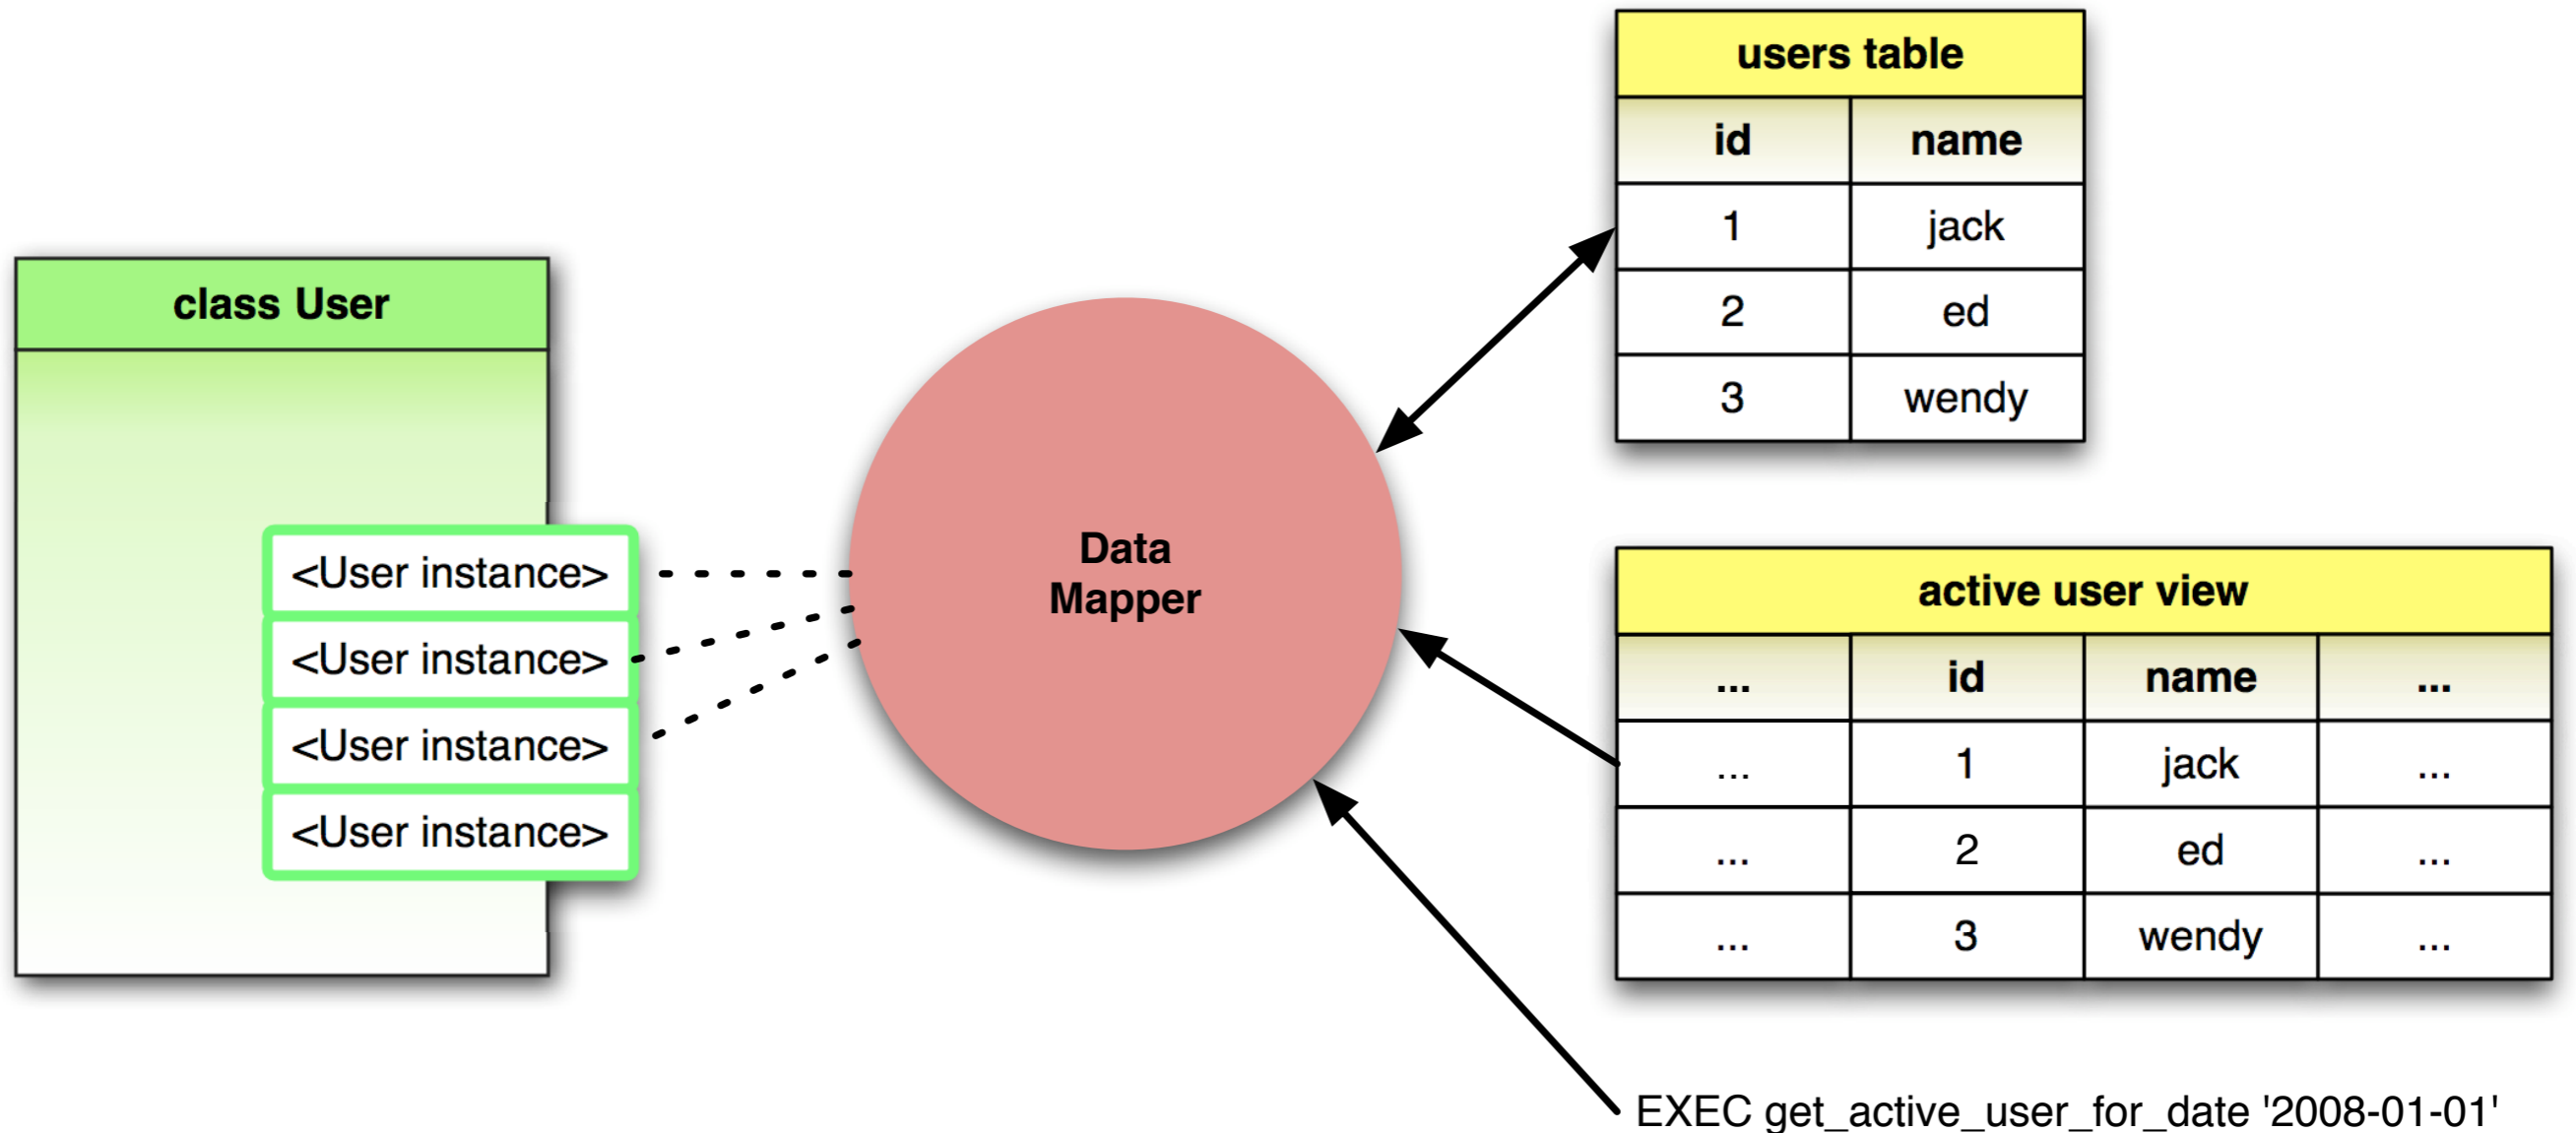 class User
<User instance>
<User instance>
<User instance>
<User instance>
Data
Mapper
users table
id name
1 jack
2 ed
3 wendy
active user view
... id name ...
... 1 jack ...
... 2 ed ...
... 3 wendy ...
EXEC get_active_user_for_date '2008-01-01'